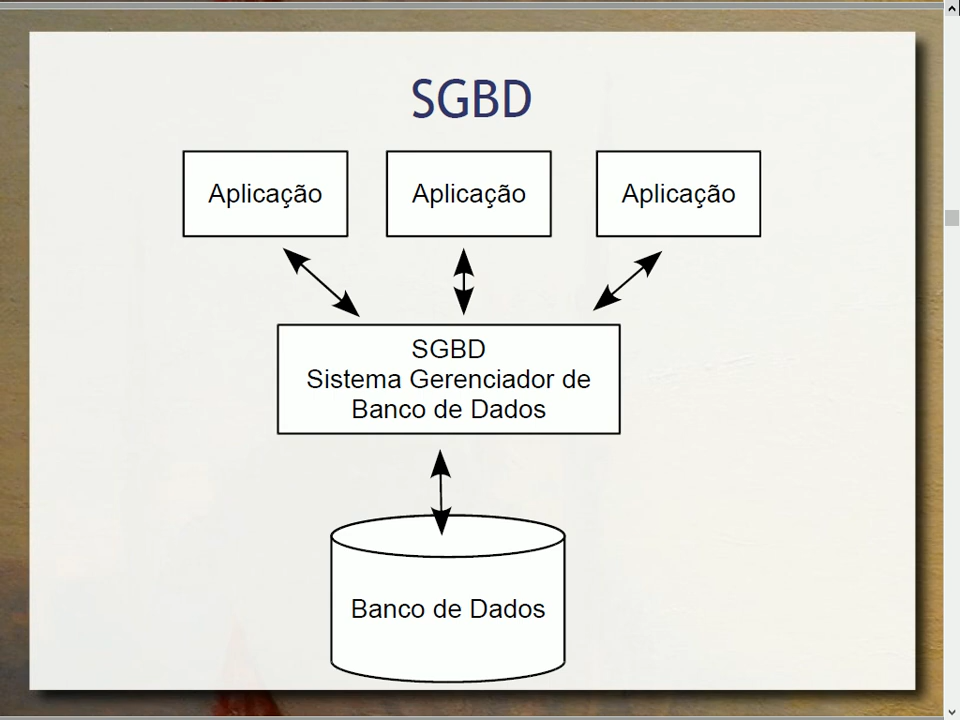 SGBD
Aplicação
Aplicação
Aplicação
SGBD
Sistema Gerenciador de
Banco de Dados
Banco de Dados